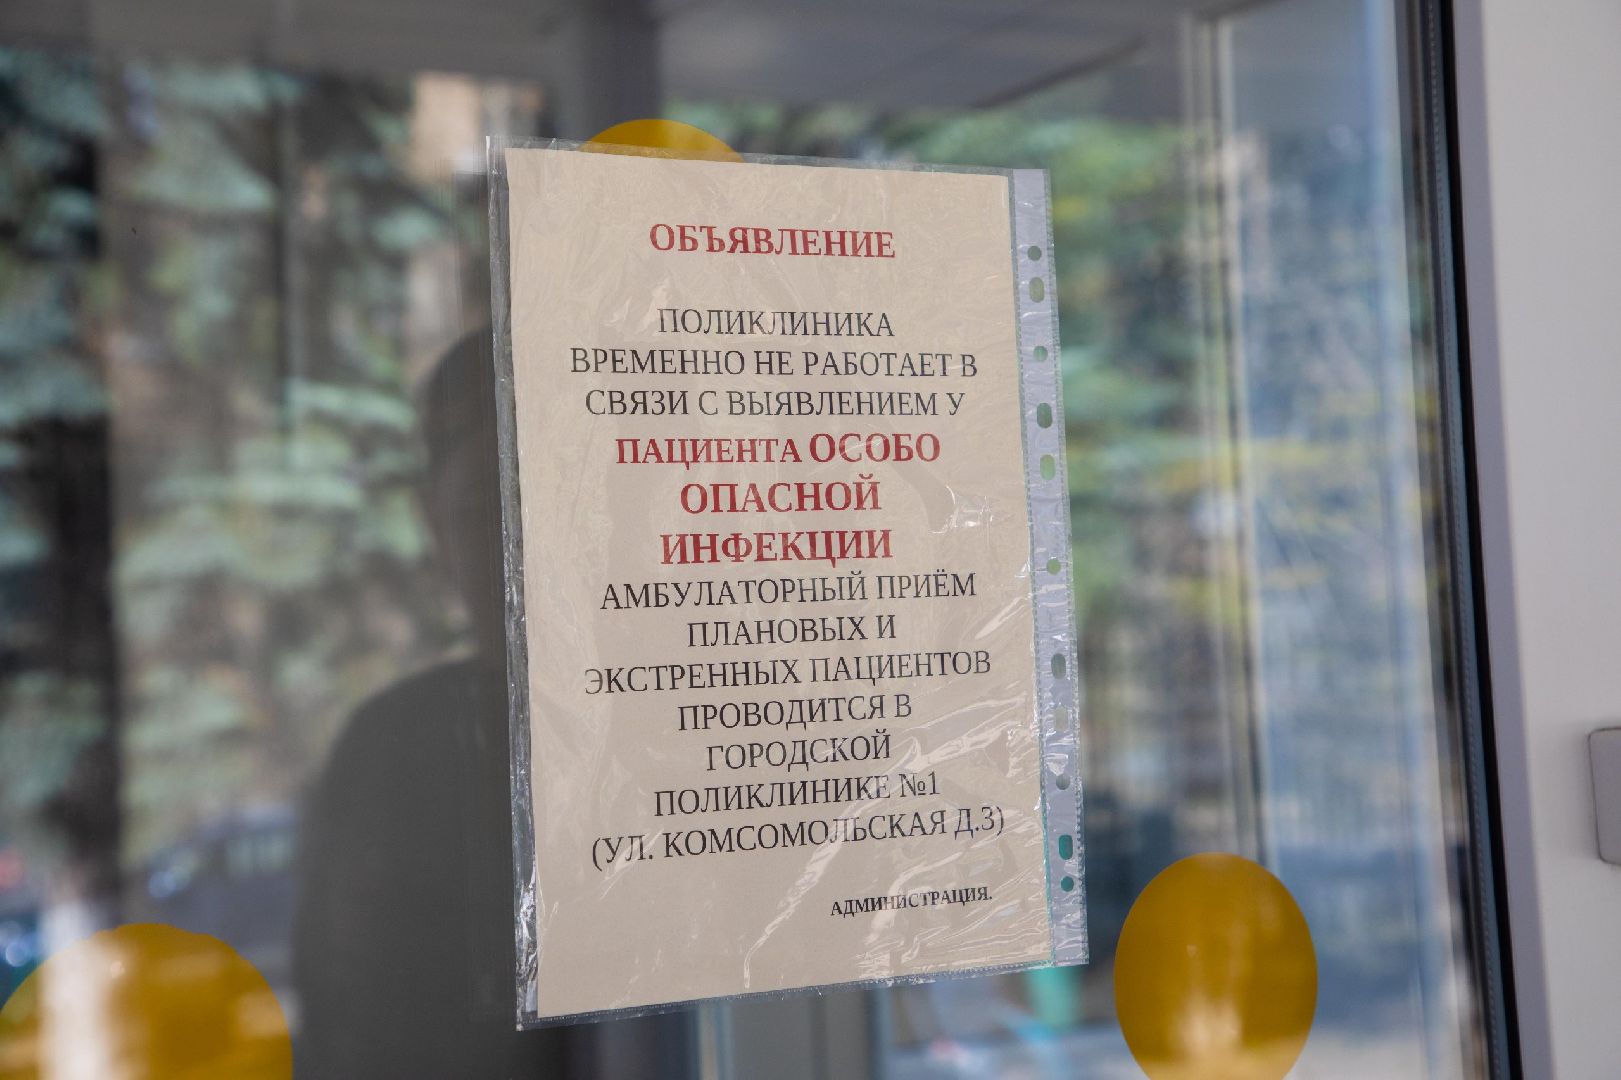 ОБЪЯВЛЕНИЕ
ПОЛИКЛИНИКА
ВРЕМЕННО НЕ РАБОТАЕТ В
СВЯЗИ С ВЫЯВЛЕНИЕМ У
ПАЦИЕНТА ОСОБО
ОПАСНОЙ
ИНФЕКЦИИ
АМБУЛАТОРНЫЙ ПРИЁМ
ПЛАНОВЫХ И
ЭКСТРЕННЫХ ПАЦИЕНТОВ
ПРОВОДИТСЯ В
ГОРОДСКОЙ
ПОЛИКЛИНИКЕ №1
(УЛ. КОМСОМОЛЬСКАЯ Д.3)
АДМИНИСТРАЦИЯ.